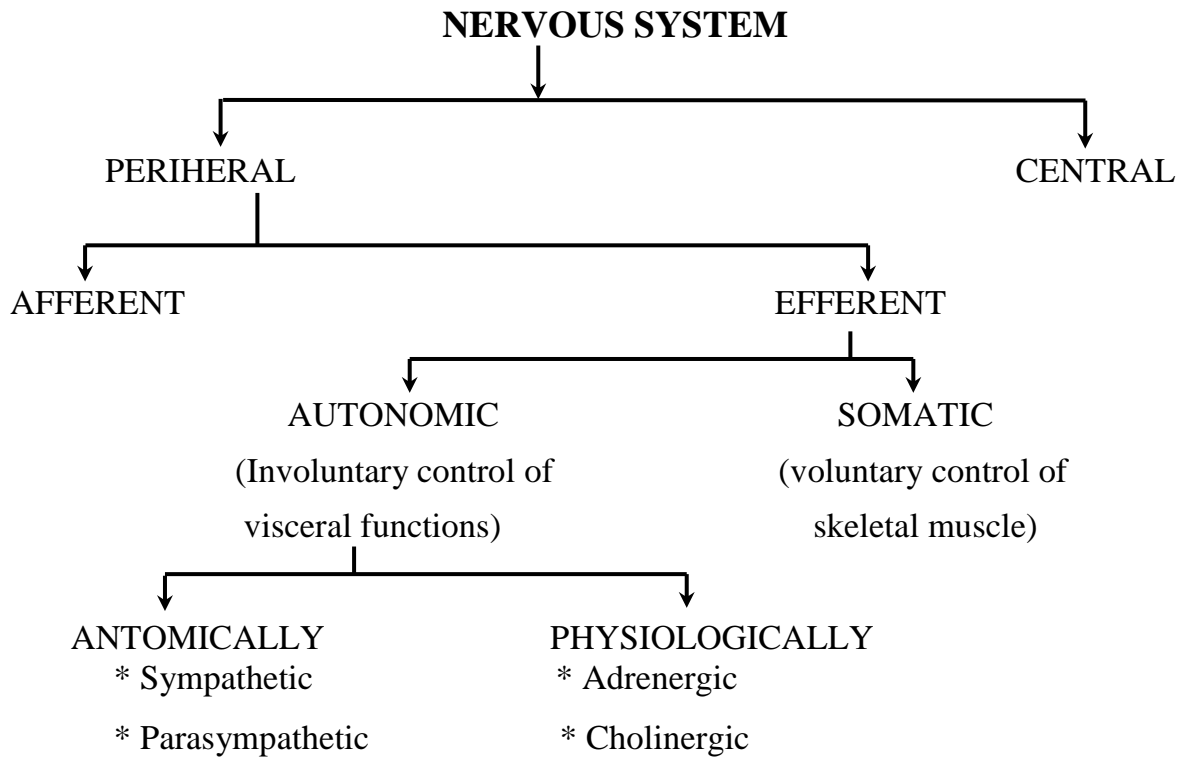 NERVOUS SYSTEM
PERIHERAL
CENTRAL
AFFERENT
EFFERENT
AUTONOMIC
(Involuntary control of
visceral functions)
SOMATIC
(voluntary control of
skeletal muscle)
ANTOMICALLY
* Sympathetic
* Parasympathetic
PHYSIOLOGICALLY
* Adrenergic
* Cholinergic